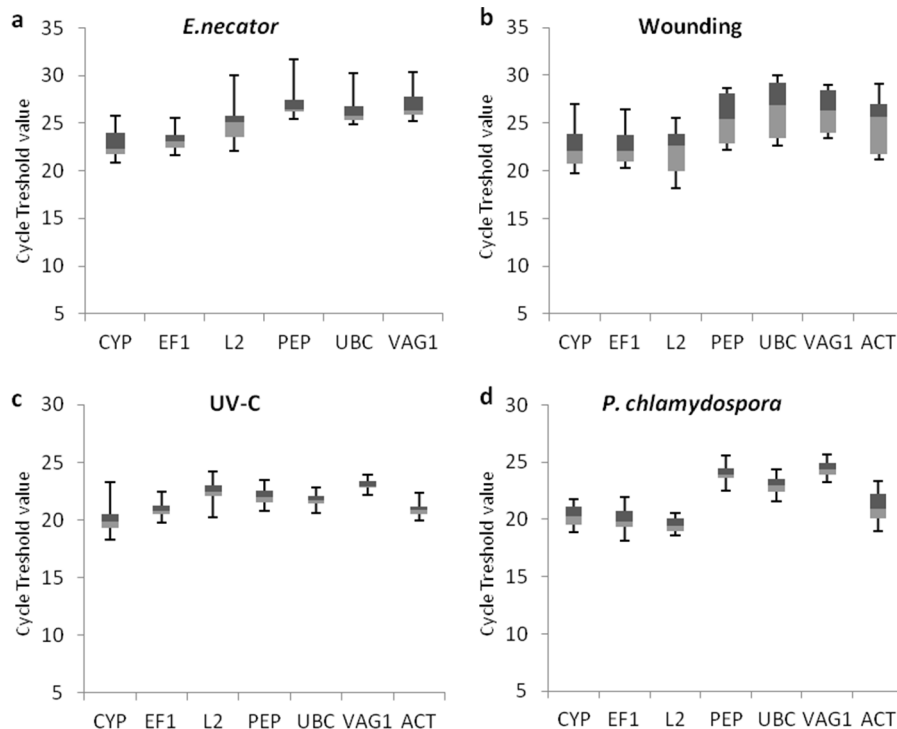 a
E.necator
Cycle Treshold value
35
30
25
20
15
10
5
CYP EF1 L2 PEP UBC VAG1
b
Wounding
Cycle Treshold value
35
30
25
20
15
10
5
CYP EF1 L2 PEP UBC VAG1 ACT
c
UV-C
Cycle Treshold value
30
25
20
15
10
5
CYP EF1 L2 PEP UBC VAG1 ACT
d
P. chlamydospora
Cycle Treshold value
30
25
20
15
10
5
CYP EF1 L2 PEP UBC VAG1 ACT